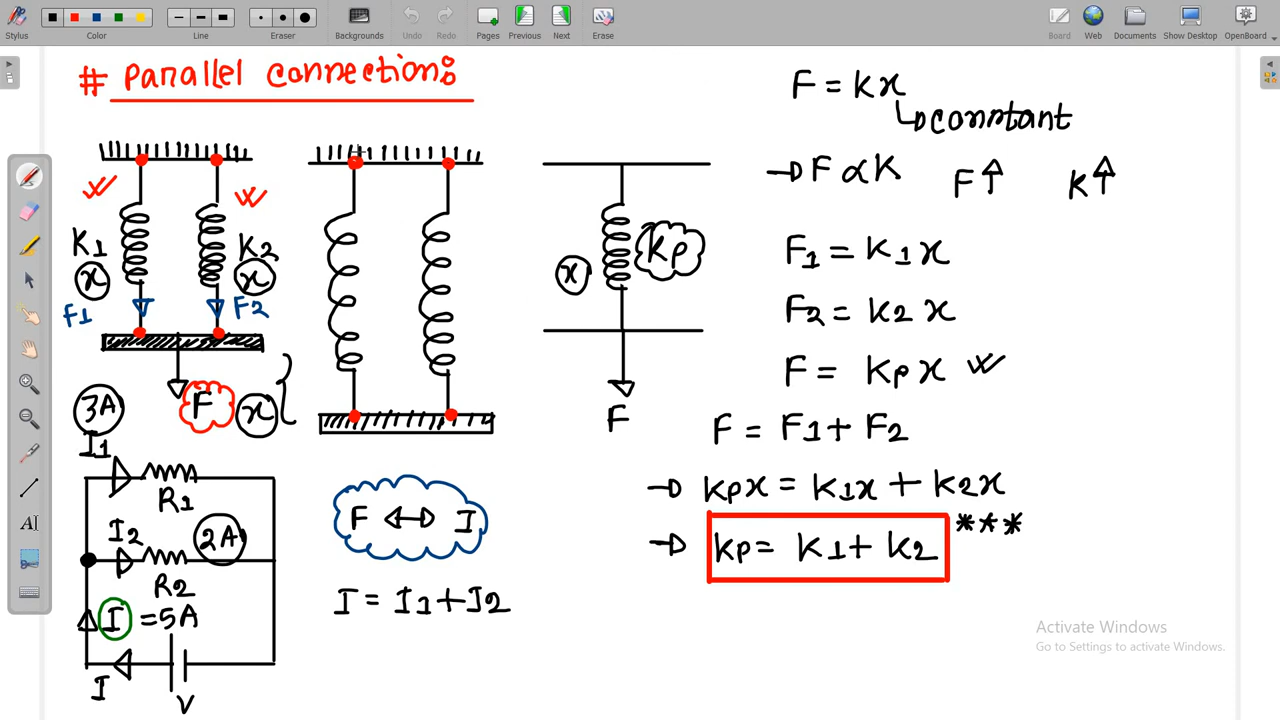 Stylus
Color
Line
Eraser
Backgrounds
Undo
Redo
Pages
Previous
Next
Erase
Board
Web
Documents
Show Desktop
OpenBoard
# Parallel connection:
K1
x
F1
K2
x
F2
F
x
x
Kp
F
F = Kx
constant
F ∝ K F↑ K↑
F1 = K1x
F2 = K2x
F = Kpx
F = F1 + F2
Kpx = K1x + K2x
Kp = K1 + K2 ***
3A
I1
R1
I2
2A
R2
I = 5A
I
V
F ↔ I
I = I1 + I2
A
Activate Windows
Go to Settings to activate Windows.